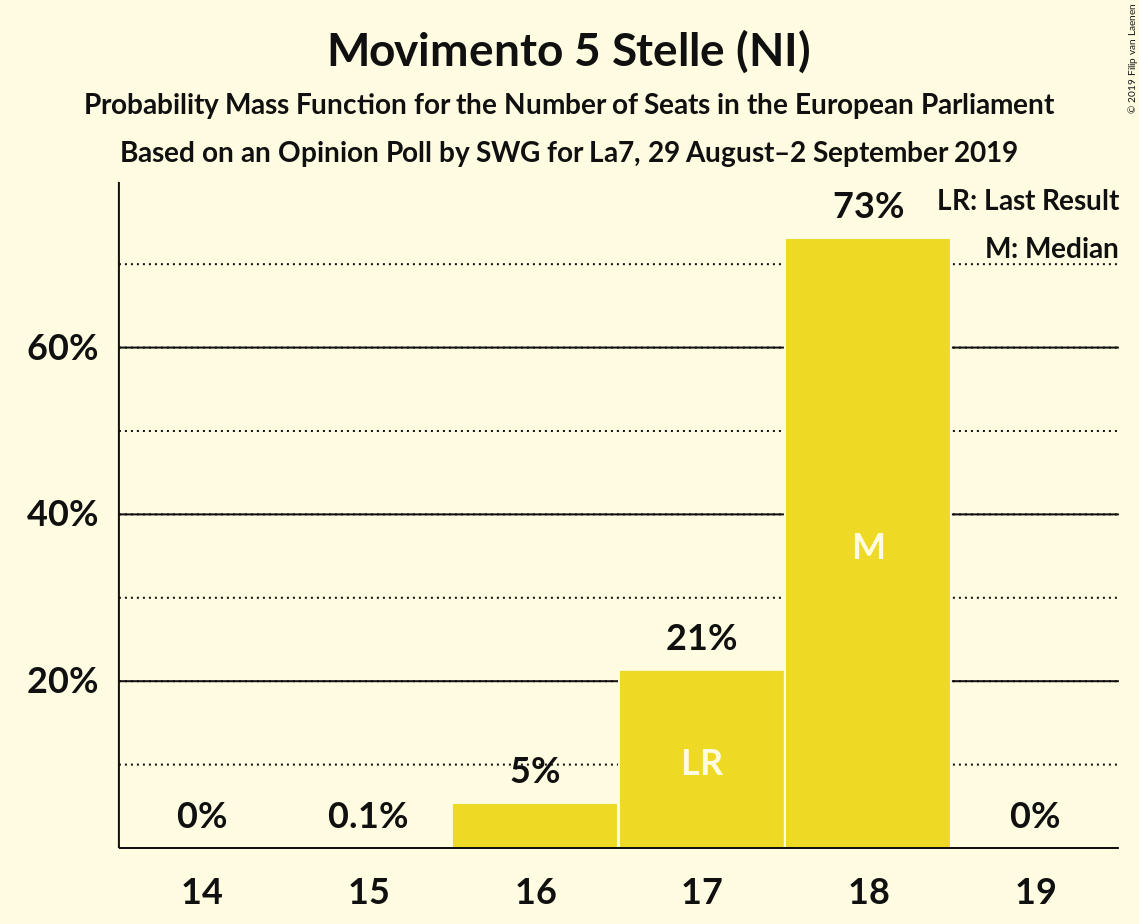 Movimento 5 Stelle (NI)
Probability Mass Function for the Number of Seats in the European Parliament
Based on an Opinion Poll by SWG for La7, 29 August–2 September 2019
© 2019 Filip van Laenen
LR: Last Result
M: Median
73%
60%
40%
M
21%
20%
LR
5%
0%
0.1%
0%
14
15
16
17
18
19